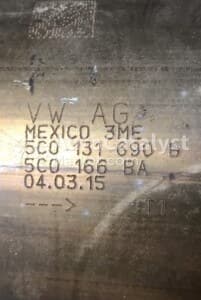 VW AG
MEXICO 3ME
5C0 131 690 B
5C0 166 BA
04.03.15
--->